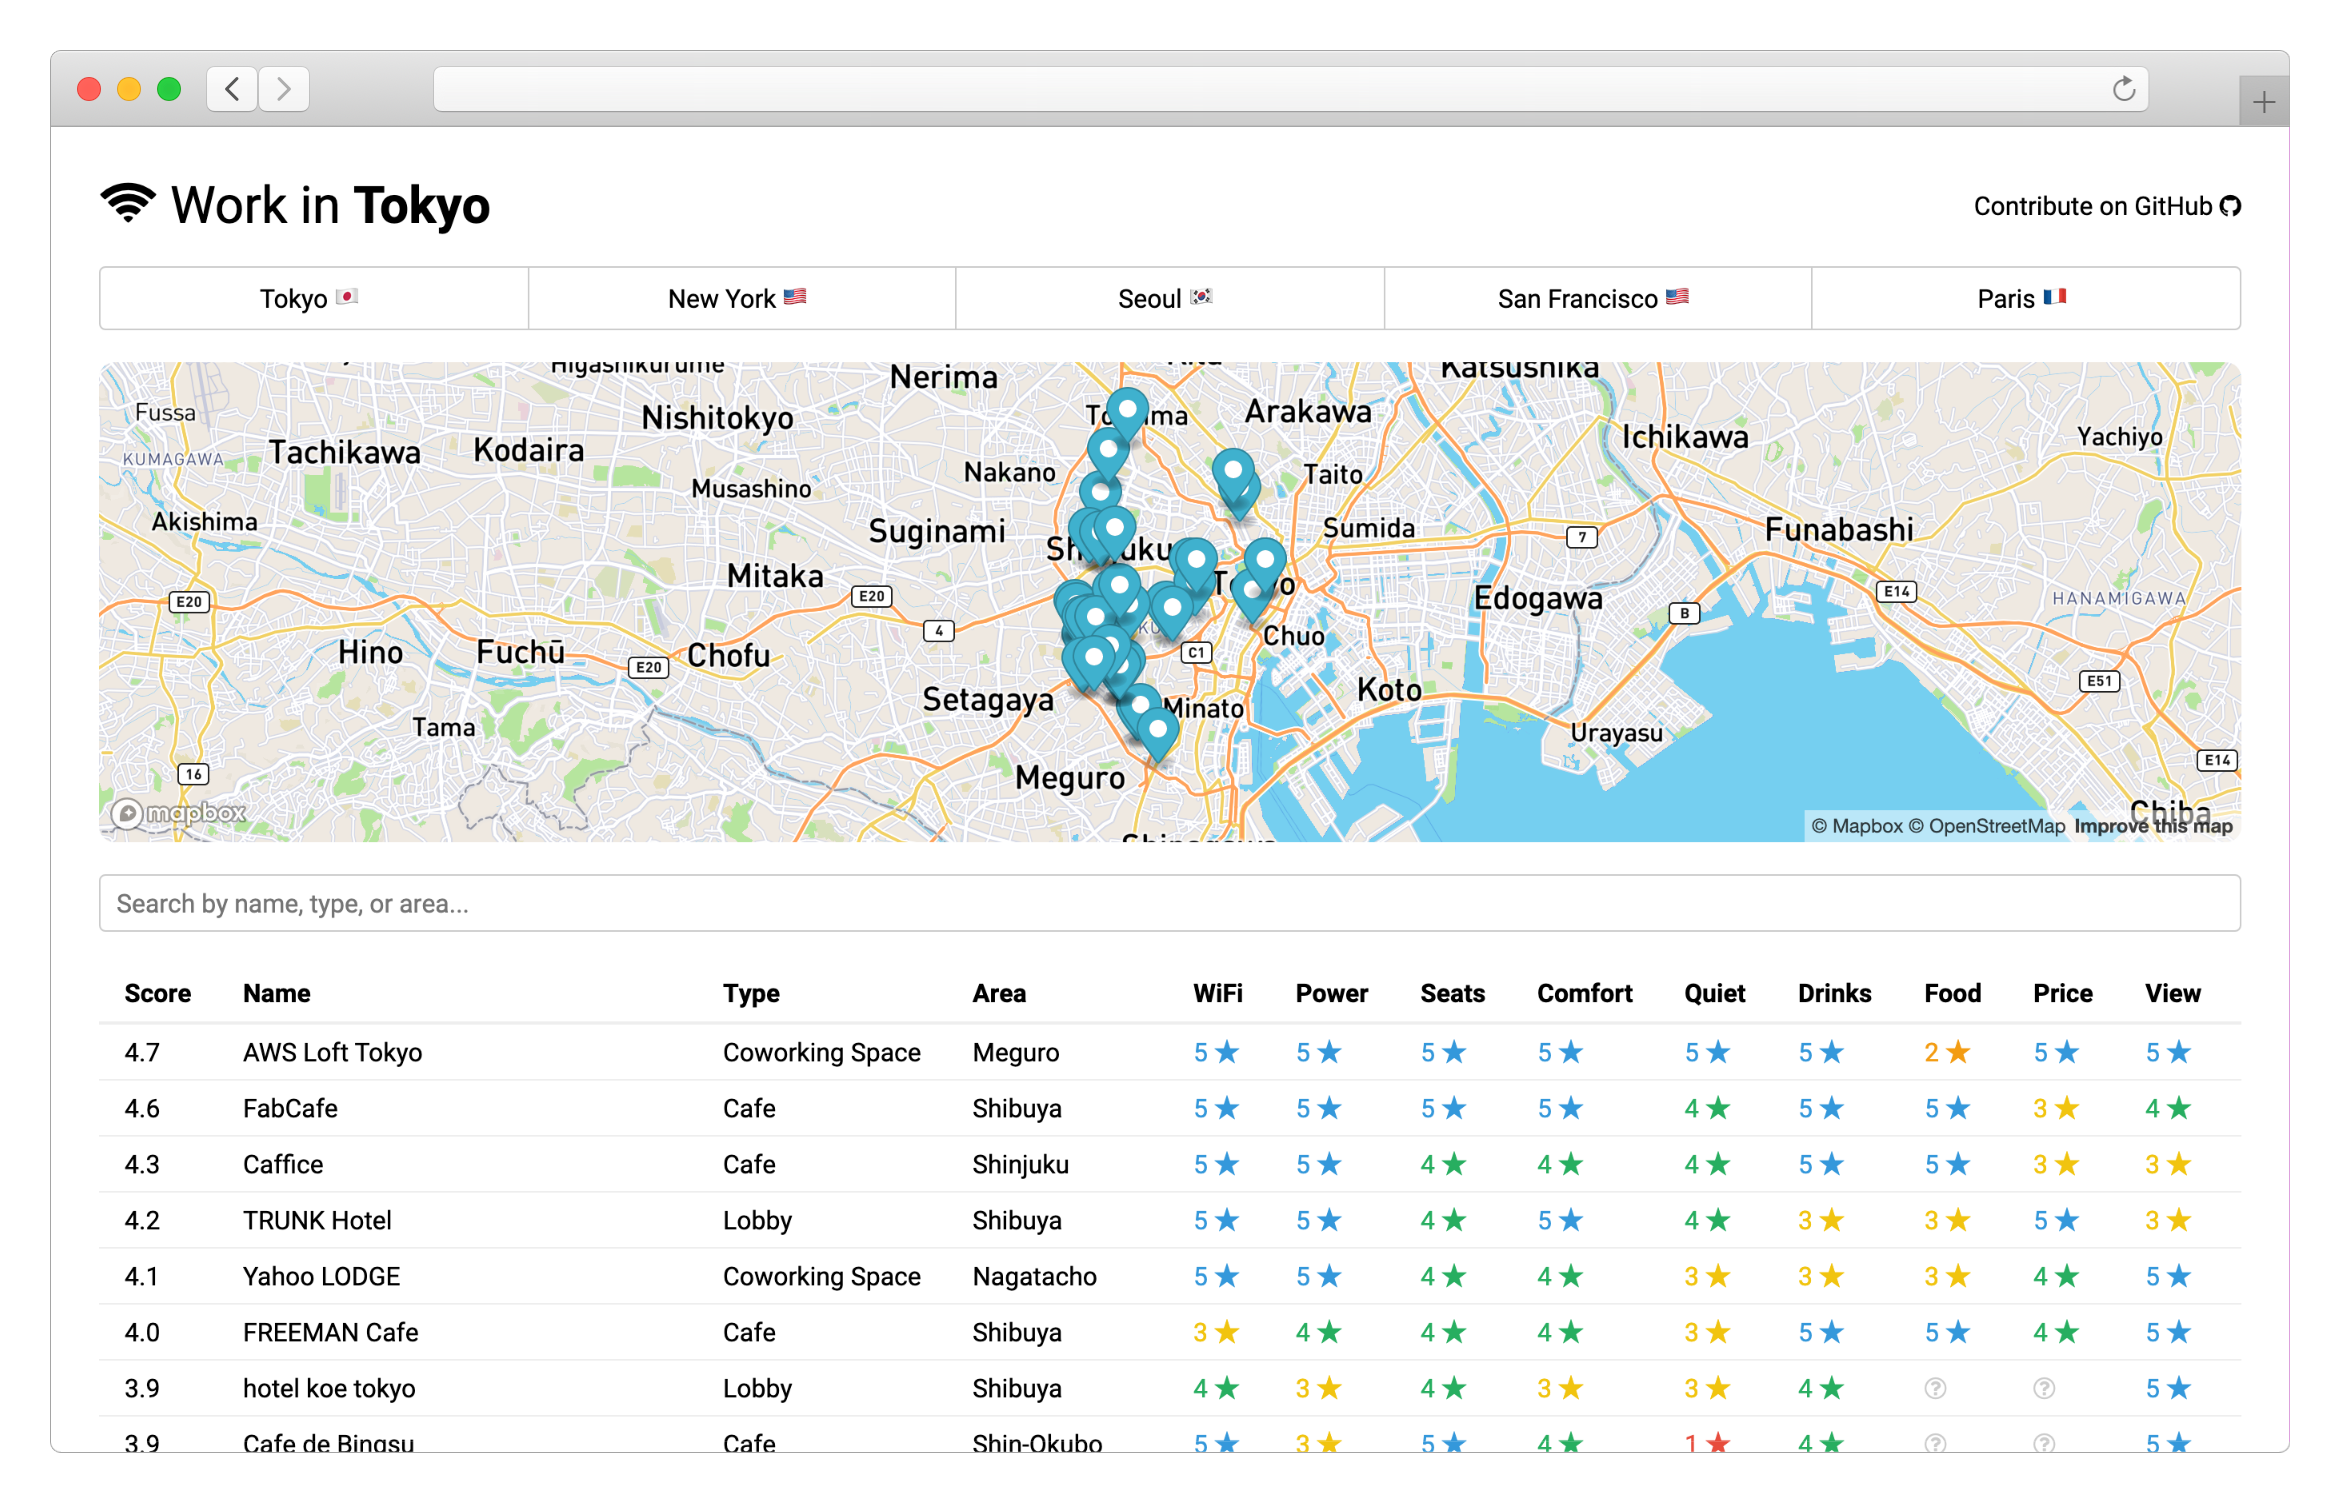 Work in Tokyo
Contribute on GitHub
Tokyo
New York
Seoul
San Francisco
Paris
Higashikurume
Nerima
Katsushika
Fussa
Nishitokyo
Arakawa
Tachikawa
Kodaira
Ichikawa
Yachiyo
KUMAGAWA
Nakano
Taito
Musashino
Akishima
Suginami
Sumida
7
Funabashi
Mitaka
E20
E20
Edogawa
E14
HANAMIGAWA
B
4
Chuo
Hino
Fuchū
E20
Chofu
C1
E51
Setagaya
Koto
Minato
Tama
Urayasu
16
Meguro
E14
mapbox
Chiba
© Mapbox © OpenStreetMap Improve this map
Search by name, type, or area...
Score Name Type Area WiFi Power Seats Comfort Quiet Drinks Food Price View
4.7 AWS Loft Tokyo Coworking Space Meguro 5 ★ 5 ★ 5 ★ 5 ★ 5 ★ 5 ★ 2 ★ 5 ★ 5 ★
4.6 FabCafe Cafe Shibuya 5 ★ 5 ★ 5 ★ 5 ★ 4 ★ 5 ★ 5 ★ 3 ★ 4 ★
4.3 Caffice Cafe Shinjuku 5 ★ 5 ★ 4 ★ 4 ★ 4 ★ 5 ★ 5 ★ 3 ★ 3 ★
4.2 TRUNK Hotel Lobby Shibuya 5 ★ 5 ★ 4 ★ 5 ★ 4 ★ 3 ★ 3 ★ 5 ★ 3 ★
4.1 Yahoo LODGE Coworking Space Nagatacho 5 ★ 5 ★ 4 ★ 4 ★ 3 ★ 3 ★ 3 ★ 4 ★ 5 ★
4.0 FREEMAN Cafe Cafe Shibuya 3 ★ 4 ★ 4 ★ 4 ★ 3 ★ 5 ★ 5 ★ 4 ★ 5 ★
3.9 hotel koe tokyo Lobby Shibuya 4 ★ 3 ★ 4 ★ 3 ★ 3 ★ 4 ★ ? ? 5 ★
3.9 Cafe de Bingsu Cafe Shin-Okubo 5 ★ 3 ★ 5 ★ 4 ★ 1 ★ 4 ★ ? ? 5 ★